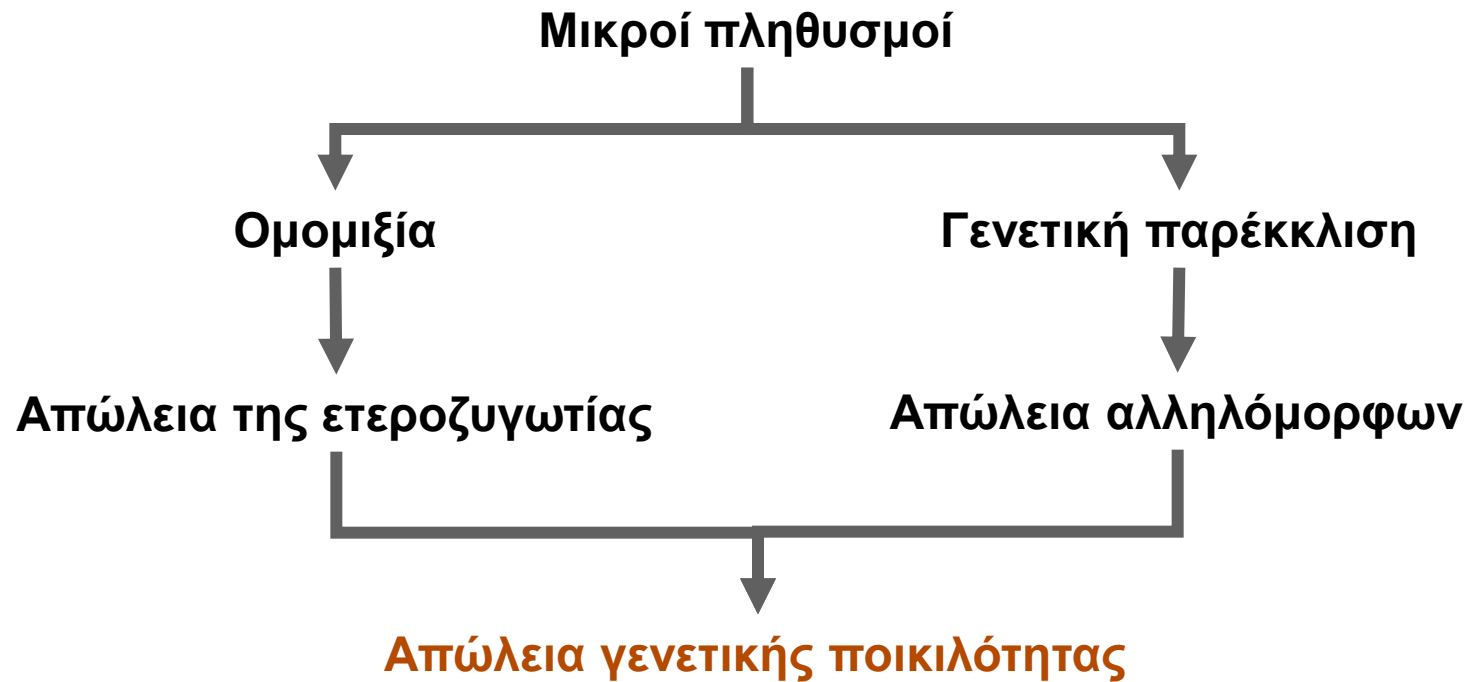 Μικροί πληθυσμοί
Ομομιξία
Γενετική παρέκκλιση
Απώλεια της ετεροζυγωτίας
Απώλεια αλληλόμορφων
Απώλεια γενετικής ποικιλότητας